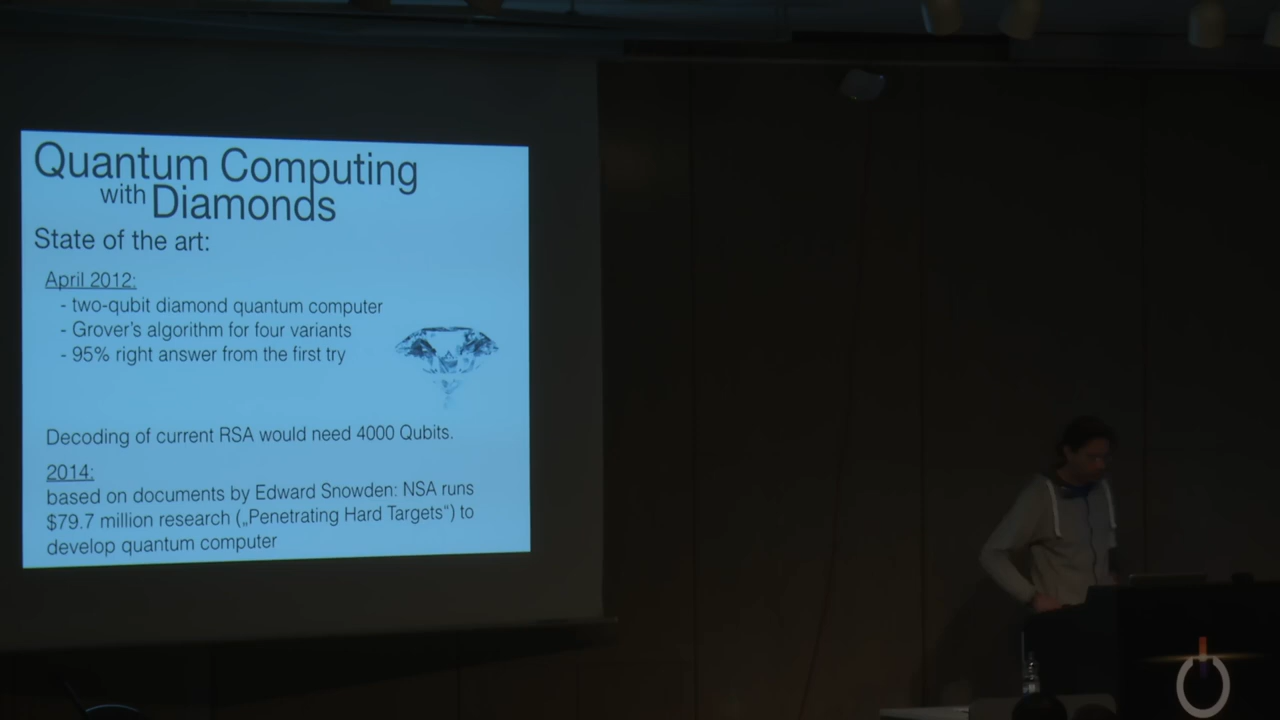 Quantum Computing
with Diamonds
State of the art:
April 2012:
- two-qubit diamond quantum computer
- Grover's algorithm for four variants
- 95% right answer from the first try
Decoding of current RSA would need 4000 Qubits.
2014:
based on documents by Edward Snowden: NSA runs
$79.7 million research („Penetrating Hard Targets“) to
develop quantum computer